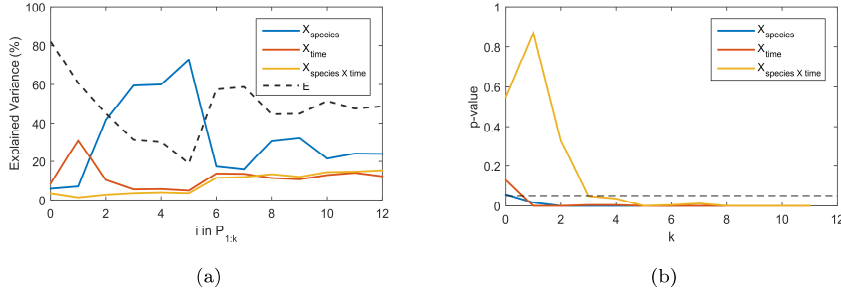 100
80
60
40
20
0
Explained Variance (%)
0 2 4 6 8 10 12
i in P1:k
Xspecies
Xtime
Xspecies X time
E
(a)
1
0.8
0.6
0.4
0.2
0
p-value
0 2 4 6 8 10 12
k
Xspecies
Xtime
Xspecies X time
(b)